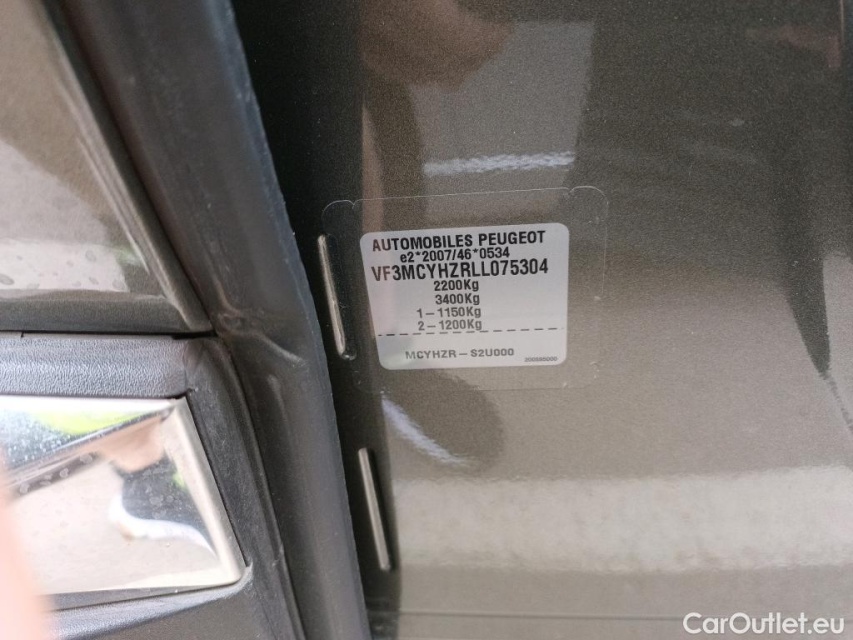 AUTOMOBILES PEUGEOT
e2*2007/46*0534
VF3MCYHZRLL075304
2200Kg
3400Kg
1-1150Kg
2-1200Kg
MCYHZR-S2U000
CarOutlet.eu